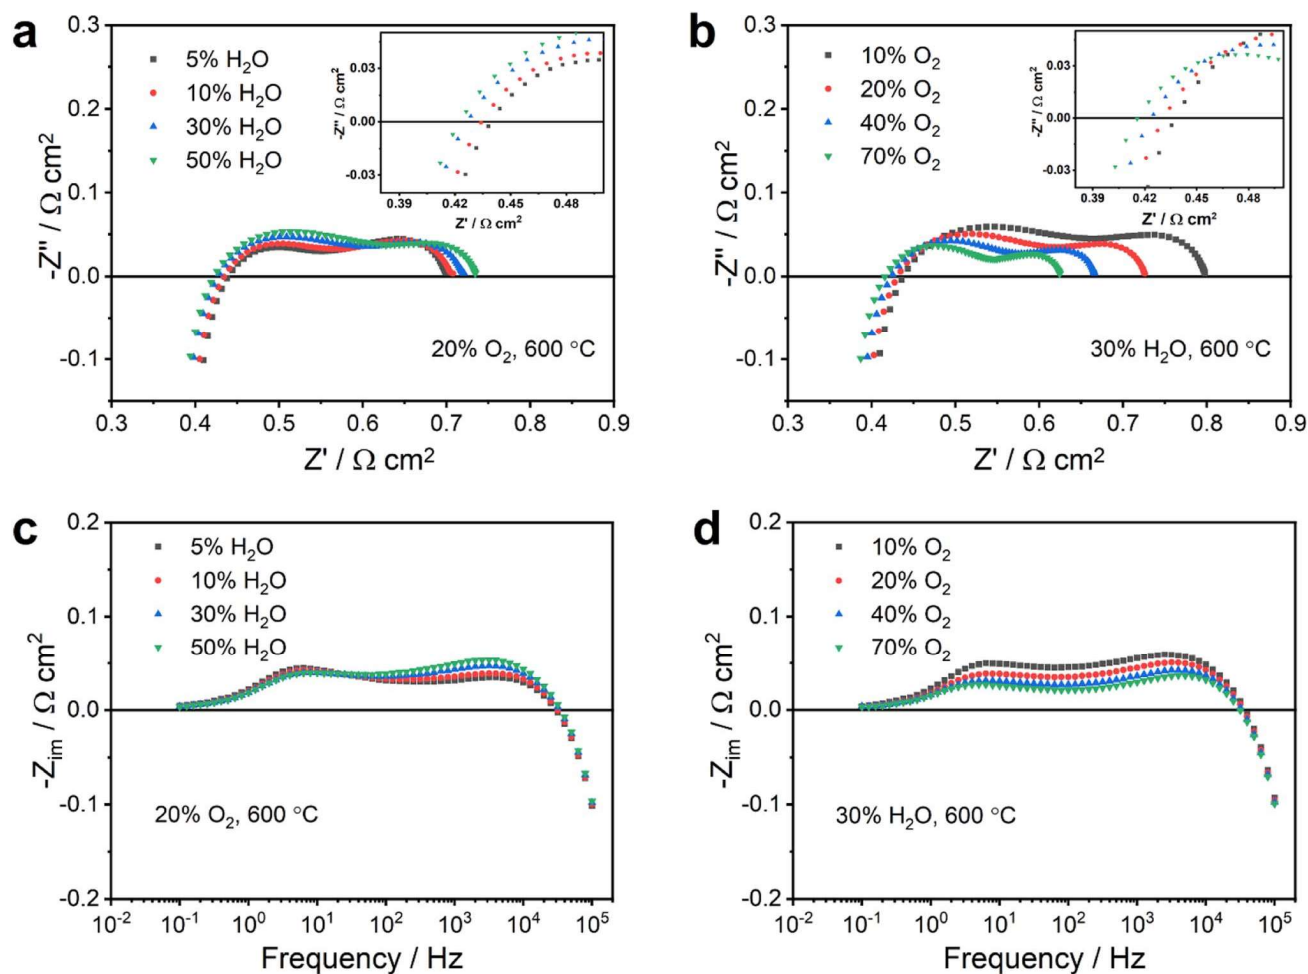 a
0.3
0.2
0.1
0.0
-0.1
-Z'' / Ω cm²
5% H₂O
10% H₂O
30% H₂O
50% H₂O
0.03
0.00
-0.03
-Z'' / Ω cm²
0.39 0.42 0.45 0.48
Z' / Ω cm²
20% O₂, 600 °C
0.3 0.4 0.5 0.6 0.7 0.8 0.9
Z' / Ω cm²
b
0.3
0.2
0.1
0.0
-0.1
-Z'' / Ω cm²
10% O₂
20% O₂
40% O₂
70% O₂
0.03
0.00
-0.03
-Z'' / Ω cm²
0.39 0.42 0.45 0.48
Z' / Ω cm²
30% H₂O, 600 °C
0.3 0.4 0.5 0.6 0.7 0.8 0.9
Z' / Ω cm²
c
0.2
0.1
0.0
-0.1
-0.2
-Zim / Ω cm²
5% H₂O
10% H₂O
30% H₂O
50% H₂O
20% O₂, 600 °C
10⁻² 10⁻¹ 10⁰ 10¹ 10² 10³ 10⁴ 10⁵
Frequency / Hz
d
0.2
0.1
0.0
-0.1
-0.2
-Zim / Ω cm²
10% O₂
20% O₂
40% O₂
70% O₂
30% H₂O, 600 °C
10⁻² 10⁻¹ 10⁰ 10¹ 10² 10³ 10⁴ 10⁵
Frequency / Hz